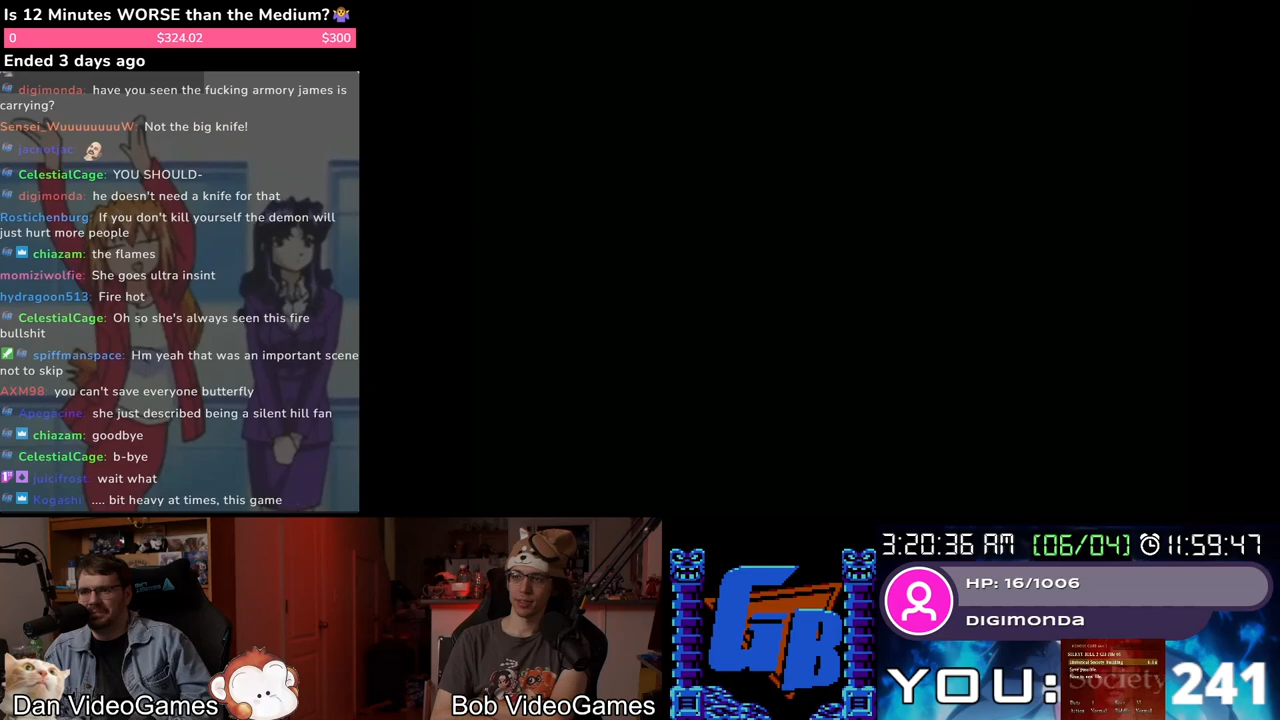 Is 12 Minutes WORSE than the Medium?🤷‍♀️
0 $324.02 $300
Ended 3 days ago
digimonda: have you seen the fucking armory james is
carrying?
Sensei_WuuuuuuuuW: Not the big knife!
jacnotjac:
CelestialCage: YOU SHOULD-
digimonda: he doesn't need a knife for that
Rostichenburg: If you don't kill yourself the demon will
just hurt more people
chiazam: the flames
momiziwolfie: She goes ultra insint
hydragoon513: Fire hot
CelestialCage: Oh so she's always seen this fire
bullshit
spiffmanspace: Hm yeah that was an important scene
not to skip
AXM98: you can't save everyone butterfly
Apegacine: she just described being a silent hill fan
chiazam: goodbye
CelestialCage: b-bye
juicifrost: wait what
Kogashi: .... bit heavy at times, this game
Dan VideoGames
Bob VideoGames
GB
3:20:36 AM [06/04] 11:59:47
HP: 16/1006
DIGIMONDA
YOU:
Society
241